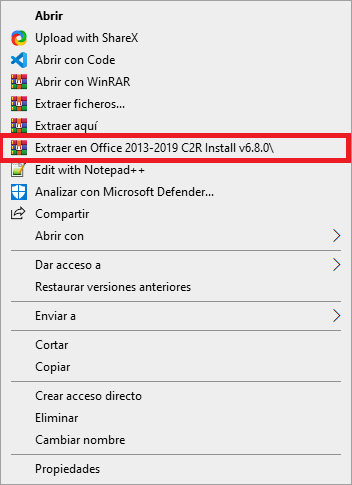 Abrir
Upload with ShareX
Abrir con Code
Abrir con WinRAR
Extraer ficheros...
Extraer aquí
Extraer en Office 2013-2019 C2R Install v6.8.0\
Edit with Notepad++
Analizar con Microsoft Defender...
Compartir
Abrir con
Dar acceso a
Restaurar versiones anteriores
Enviar a
Cortar
Copiar
Crear acceso directo
Eliminar
Cambiar nombre
Propiedades